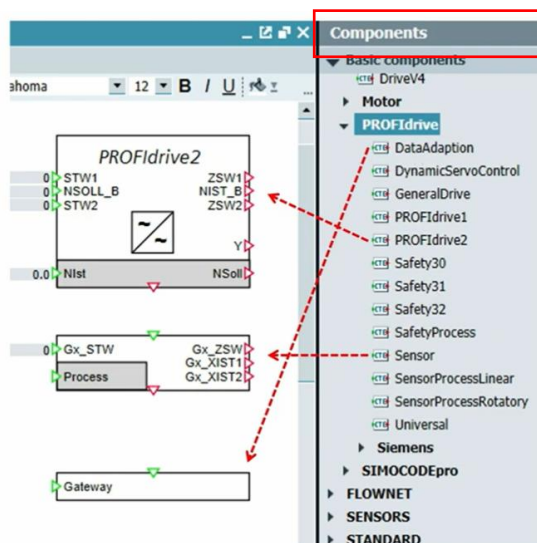 Components
Basic components
DriveV4
Motor
PROFIdrive
DataAdaption
DynamicServoControl
GeneralDrive
PROFIdrive1
PROFIdrive2
Safety30
Safety31
Safety32
SafetyProcess
Sensor
SensorProcessLinear
SensorProcessRotatory
Universal
Siemens
SIMOCODEpro
FLOWNET
SENSORS
STANDARD
ahoma 12 B I U ...
PROFIdrive2
0 STW1 ZSW1
0 NSOLL_B NIST_B
0 STW2 ZSW2
Y
0.0 NIst NSoll
0 Gx_STW Gx_ZSW
Gx_XIST1
Process Gx_XIST2
Gateway